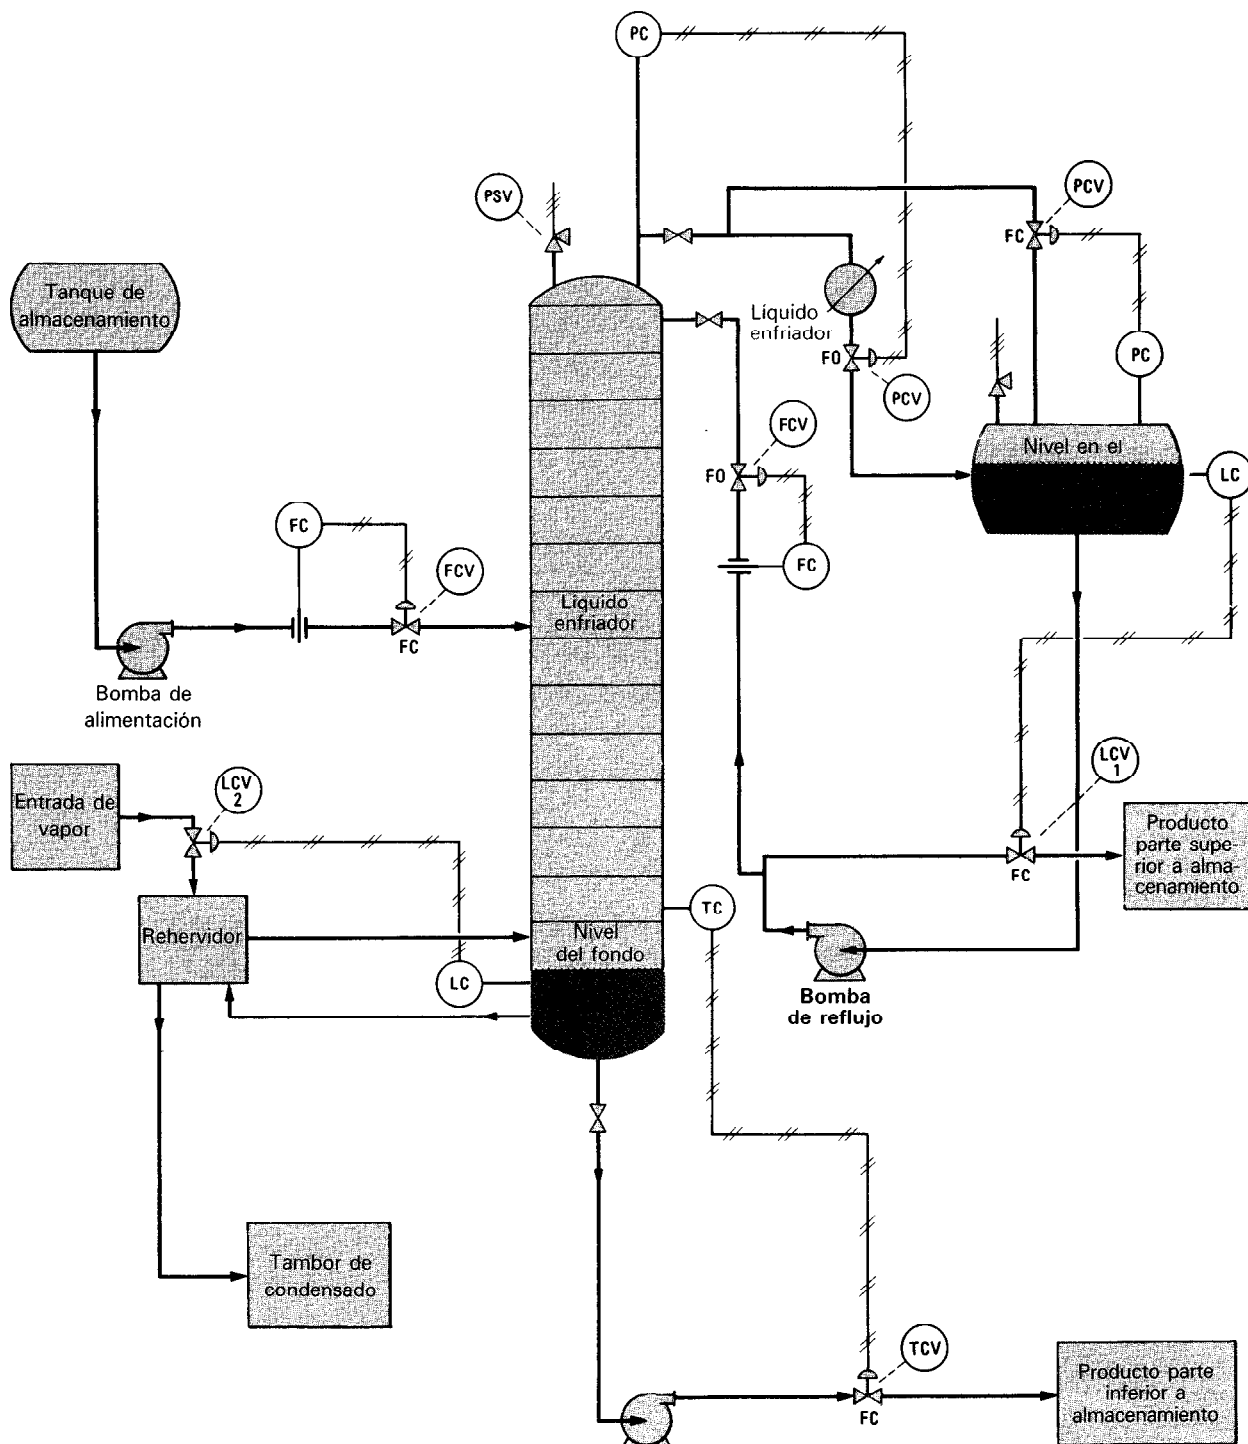 PC
PSV
PCV
FC
Tanque de
almacenamiento
Líquido
enfriador
FO
PCV
PC
FCV
Nivel en el
FO
LC
FC
FCV
FC
FC
Líquido
enfriador
Bomba de
alimentación
LCV
1
LCV
2
Entrada de
vapor
Producto
parte supe-
rior a alma-
cenamiento
FC
TC
Rehervidor
Nivel
del fondo
LC
Bomba
de reflujo
Tambor de
condensado
TCV
FC
Producto parte
inferior a
almacenamiento